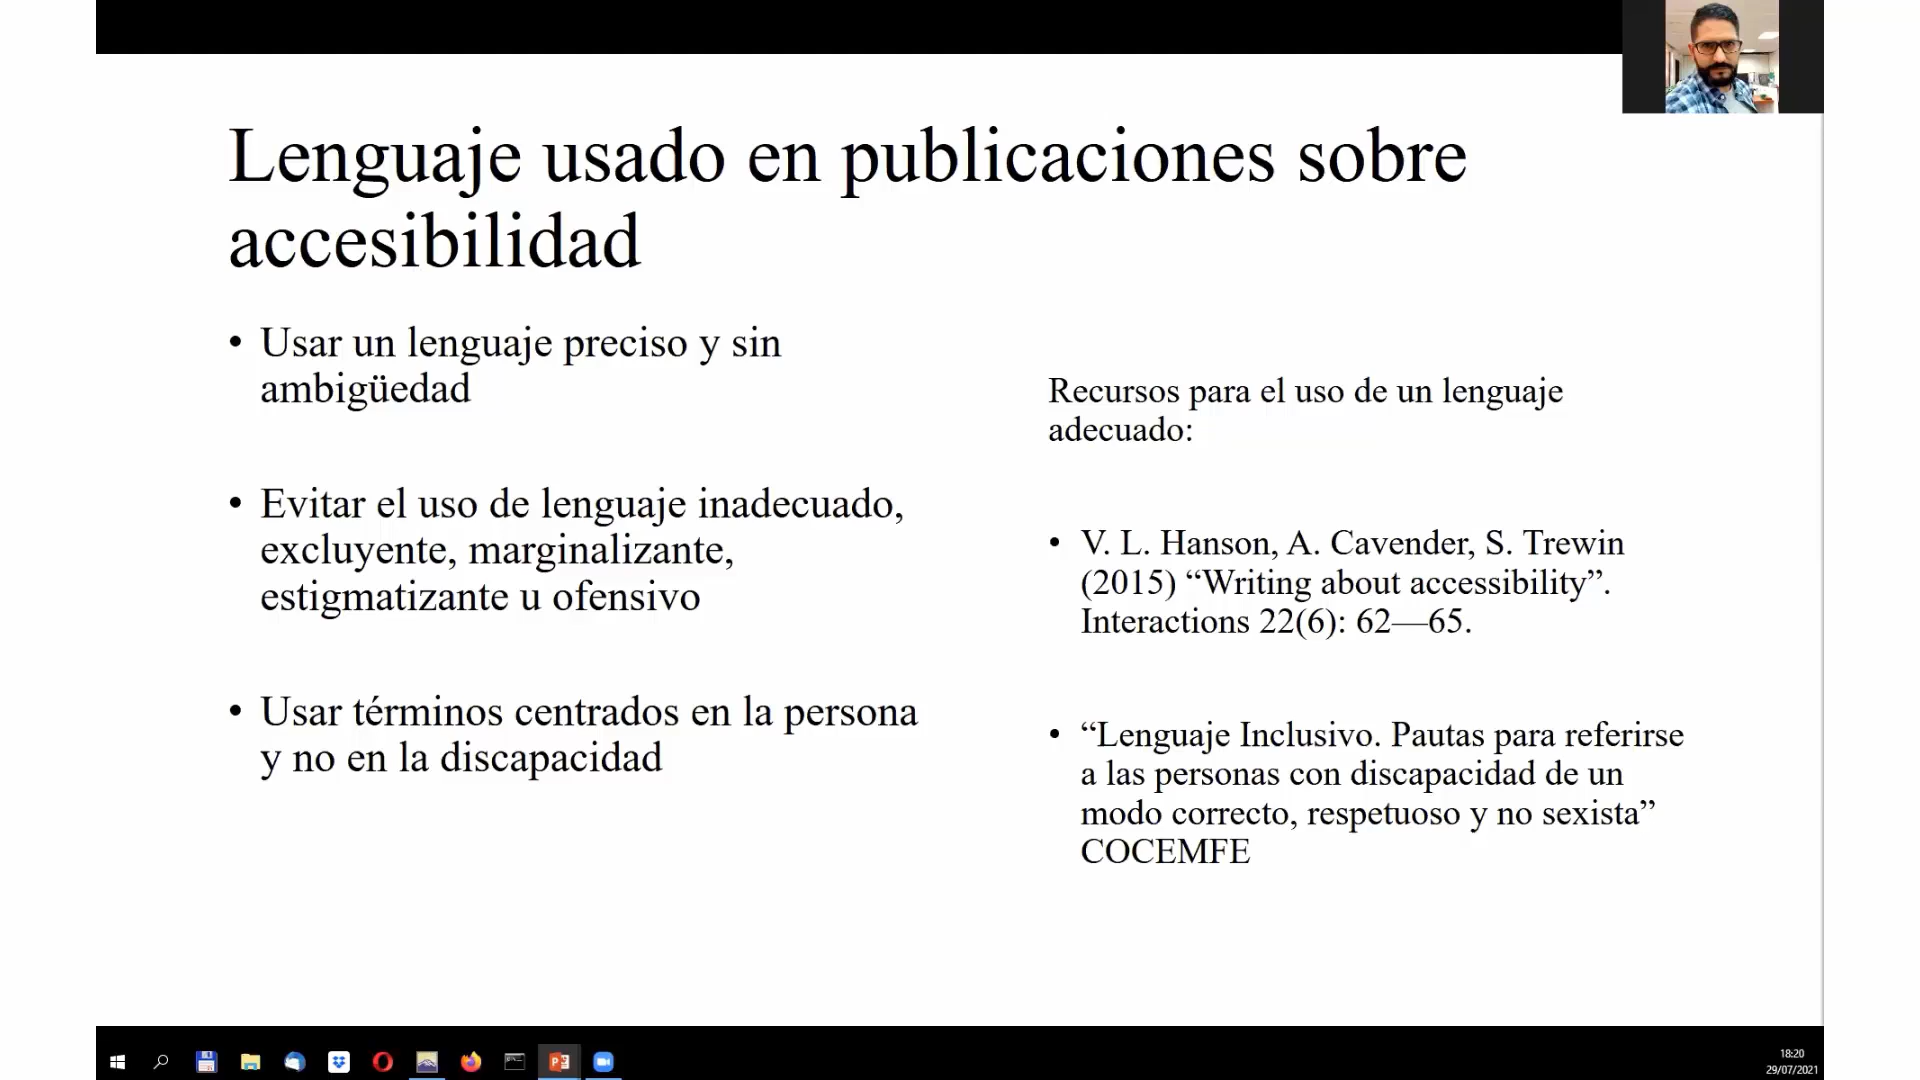 Lenguaje usado en publicaciones sobre
accesibilidad
• Usar un lenguaje preciso y sin
ambigüedad
• Evitar el uso de lenguaje inadecuado,
excluyente, marginalizante,
estigmatizante u ofensivo
• Usar términos centrados en la persona
y no en la discapacidad
Recursos para el uso de un lenguaje
adecuado:
• V. L. Hanson, A. Cavender, S. Trewin
(2015) “Writing about accessibility”.
Interactions 22(6): 62—65.
• “Lenguaje Inclusivo. Pautas para referirse
a las personas con discapacidad de un
modo correcto, respetuoso y no sexista”
COCEMFE
18:20
29/07/2021